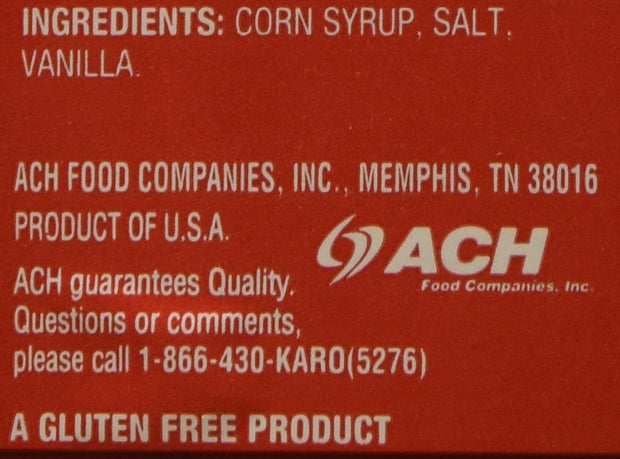 INGREDIENTS: CORN SYRUP, SALT,
VANILLA.
ACH FOOD COMPANIES, INC., MEMPHIS, TN 38016
PRODUCT OF U.S.A.
ACH
Food Companies, Inc.
ACH guarantees Quality.
Questions or comments,
please call 1-866-430-KARO(5276)
A GLUTEN FREE PRODUCT